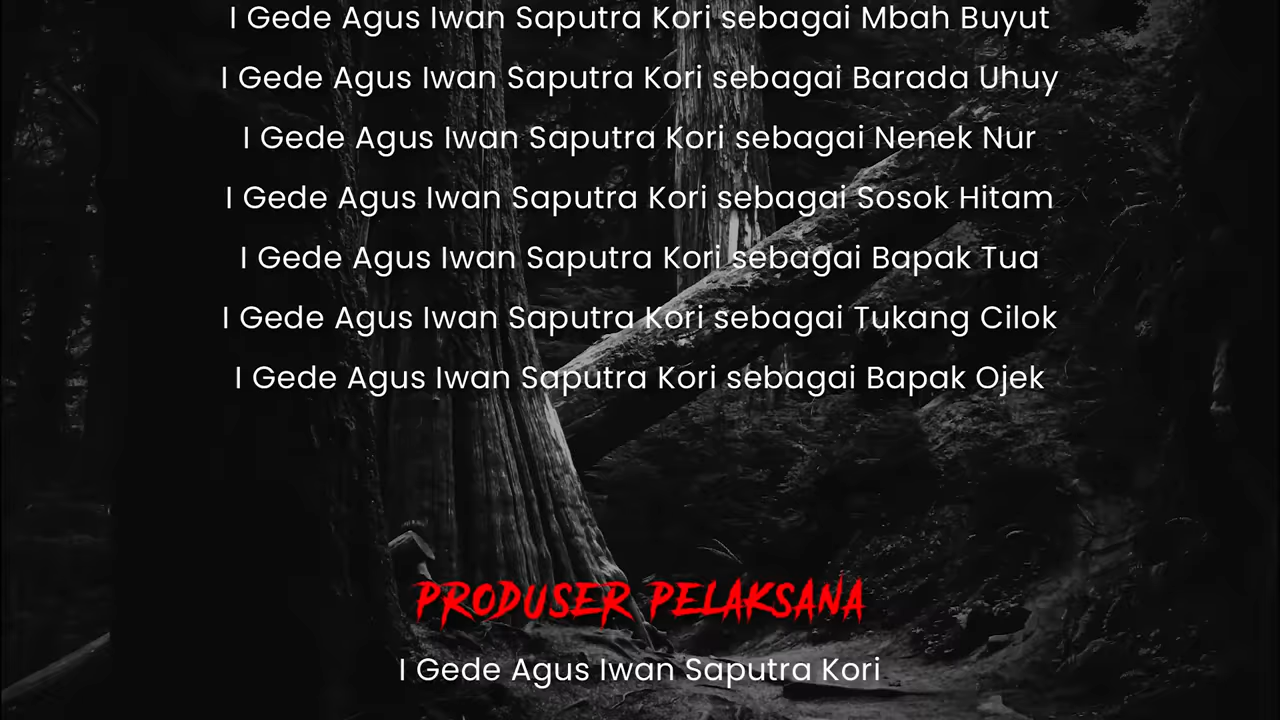 I Gede Agus Iwan Saputra Kori sebagai Mbah Buyut
I Gede Agus Iwan Saputra Kori sebagai Barada Uhuy
I Gede Agus Iwan Saputra Kori sebagai Nenek Nur
I Gede Agus Iwan Saputra Kori sebagai Sosok Hitam
I Gede Agus Iwan Saputra Kori sebagai Bapak Tua
I Gede Agus Iwan Saputra Kori sebagai Tukang Cilok
I Gede Agus Iwan Saputra Kori sebagai Bapak Ojek
PRODUSER PELAKSANA
I Gede Agus Iwan Saputra Kori